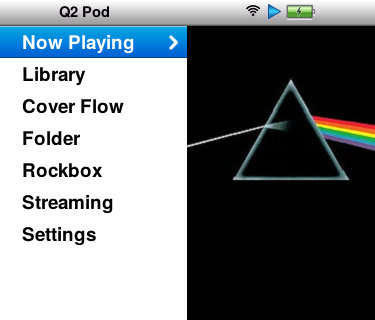 Q2 Pod
Now Playing
Library
Cover Flow
Folder
Rockbox
Streaming
Settings